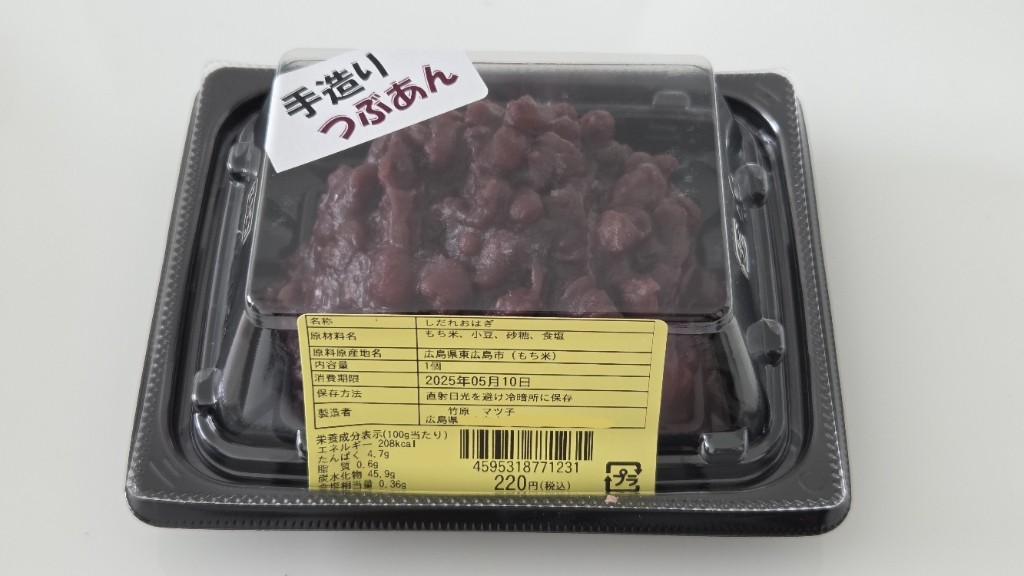 手造り
つぶあん
名称 しだれおはぎ
原材料名 もち米、小豆、砂糖、食塩
原料原産地名 広島県東広島市(もち米)
内容量 1個
消費期限 2025年05月10日
保存方法 直射日光を避け冷暗所に保存
製造者 竹原 マツ子
広島県
栄養成分表示(100g当たり)
エネルギー 208kcal
たんぱく 4.7g
脂 質 0.6g
炭水化物 45.9g
食塩相当量 0.36g
4595318771231
220円(税込)
プラ